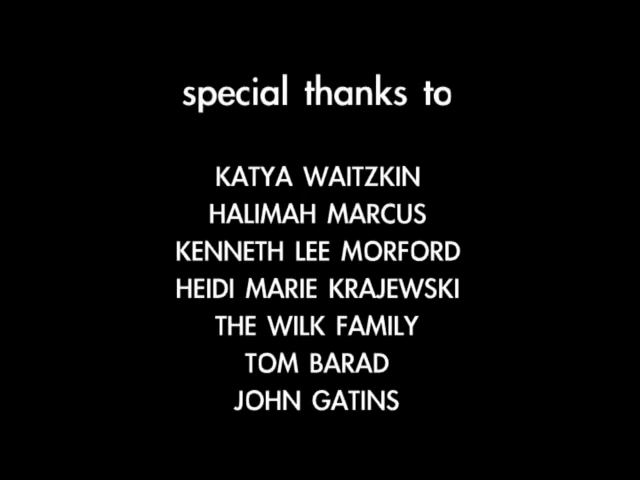 special thanks to
KATYA WAITZKIN
HALIMAH MARCUS
KENNETH LEE MORFORD
HEIDI MARIE KRAJEWSKI
THE WILK FAMILY
TOM BARAD
JOHN GATINS